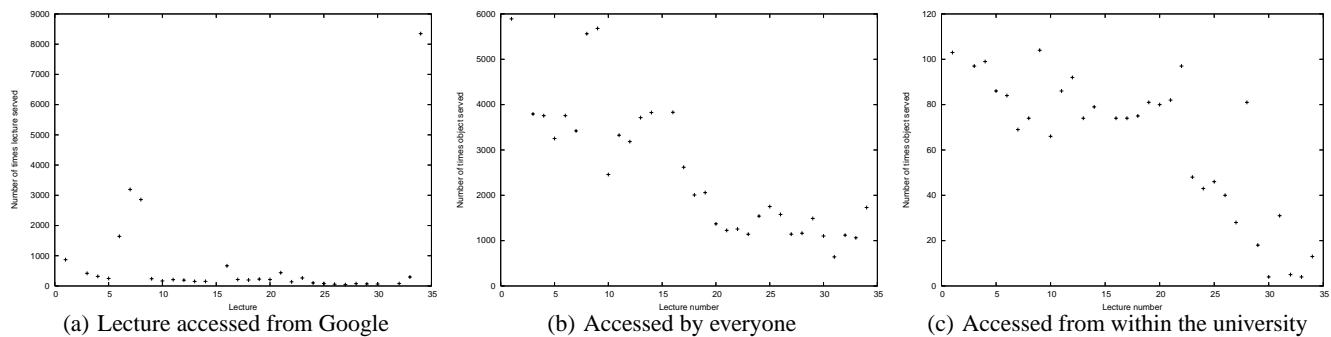 9000
8000
7000
6000
5000
4000
3000
2000
1000
0
Number of times lecture served
0 5 10 15 20 25 30 35
Lecture
(a) Lecture accessed from Google
6000
5000
4000
3000
2000
1000
0
Number of times object served
0 5 10 15 20 25 30 35
Lecture number
(b) Accessed by everyone
120
100
80
60
40
20
0
Number of times object served
0 5 10 15 20 25 30 35
Lecture number
(c) Accessed from within the university